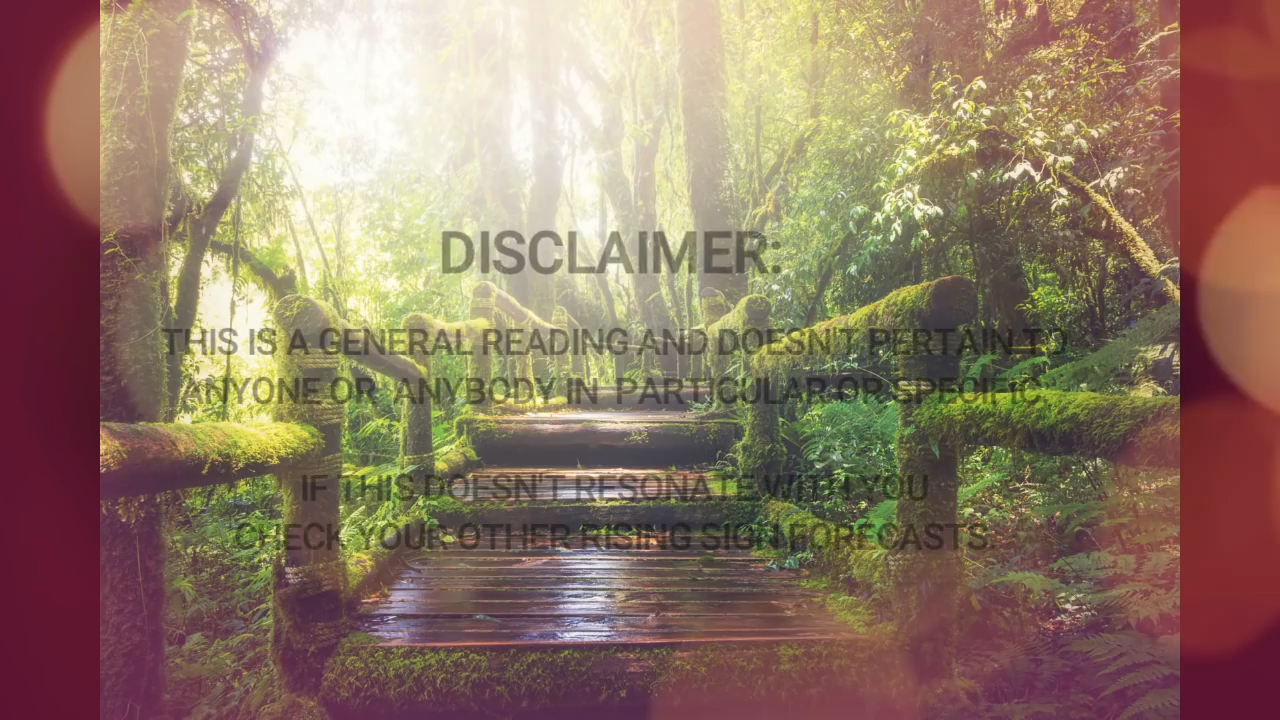 DISCLAIMER:
THIS IS A GENERAL READING AND DOESN'T PERTAIN TO
ANYONE OR ANYBODY IN PARTICULAR OR SPECIFIC
IF THIS DOESN'T RESONATE WITH YOU
CHECK YOUR OTHER RISING SIGN FORECASTS.